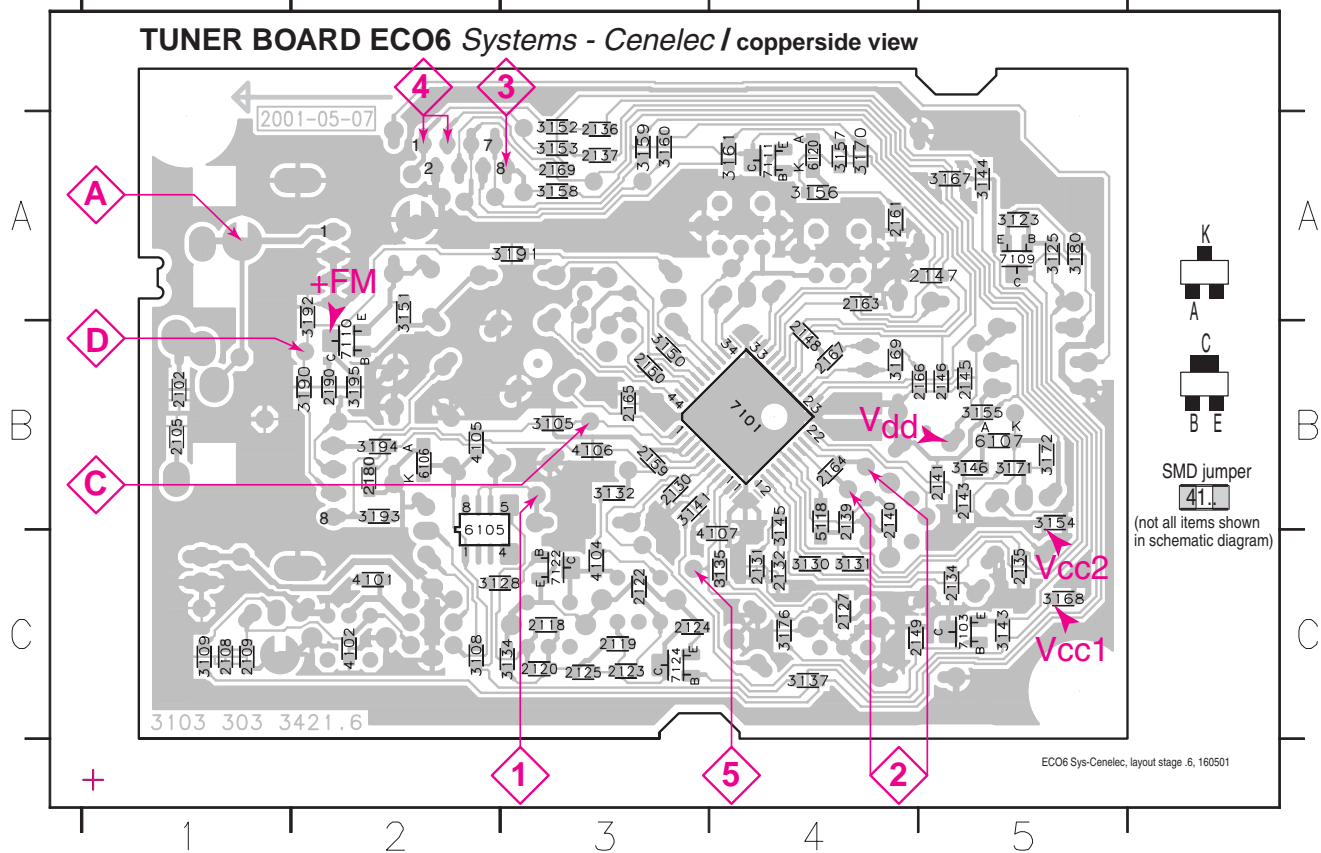 TUNER BOARD ECO6 Systems - Cenelec / copperside view
4 3
2001-05-07
1 7
2 8
3152 2136
3153 2137
2169
3158
3159 3160
3161
C 7111 E B
A 6120 K
3157 3170
3156
3167 3144
2161
3123
E B
7109
C
3125 3180
A
A
A
1
3191
2147
2163
+FM
3192
3151
D
7110
C E B
3190 2190 3195
2102
2105
3150
2150
2165
34 33
44 23
1 22
11 12
7101
2148
2167
3169
2166 2146 2145
3155
A K
6107
3172
Vdd
B
B
3105
4106
4105
3194
A
6106
K
2180
3193
8
2159
2130
3141
3132
2164
2141
3146 3171
2143
C
8 5
6105
1 4
4107
3145
5118 2139 2140
3154
Vcc2
B
7122
E C
4104
3135
2131 2132
3130 3131
2134
2135
3168
Vcc1
4101
3128
2122
2127
2118
2119
2124
3176
2149
C 7103 E B
3143
C
C
3109 2108 2109
4102
3108 3134
2120 2125 2123
C 7124 E B
3137
3103 303 3421.6
1 5 2
ECO6 Sys-Cenelec, layout stage .6, 160501
K
A
C
B E
SMD jumper
41..
(not all items shown
in schematic diagram)
1 2 3 4 5